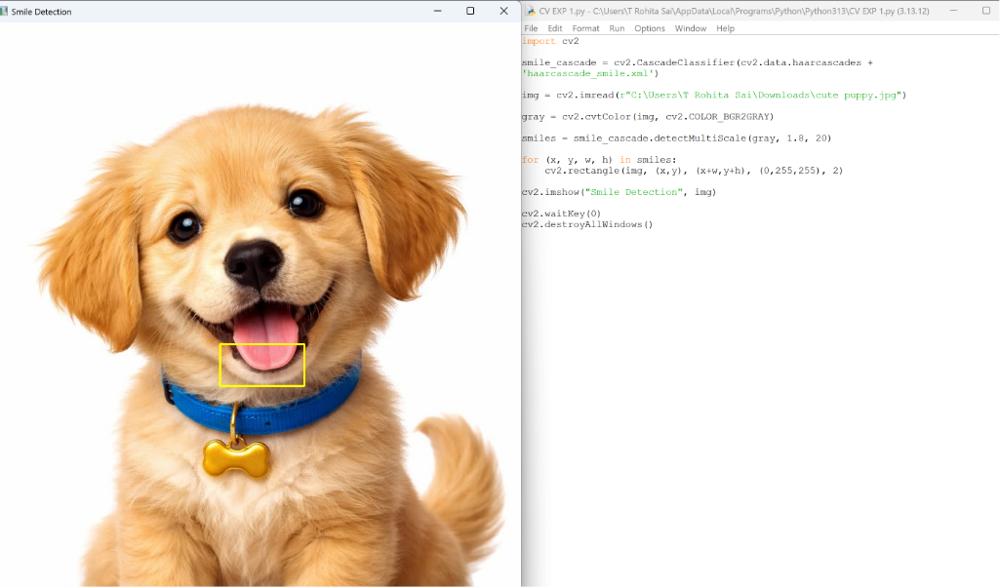 Smile Detection
CV EXP 1.py - C:\Users\T Rohita Sai\AppData\Local\Programs\Python\Python313\CV EXP 1.py (3.13.12)
File Edit Format Run Options Window Help
import cv2
smile_cascade = cv2.CascadeClassifier(cv2.data.haarcascades +
'haarcascade_smile.xml')
img = cv2.imread(r"C:\Users\T Rohita Sai\Downloads\cute puppy.jpg")
gray = cv2.cvtColor(img, cv2.COLOR_BGR2GRAY)
smiles = smile_cascade.detectMultiScale(gray, 1.8, 20)
for (x, y, w, h) in smiles:
    cv2.rectangle(img, (x,y), (x+w,y+h), (0,255,255), 2)
cv2.imshow("Smile Detection", img)
cv2.waitKey(0)
cv2.destroyAllWindows()